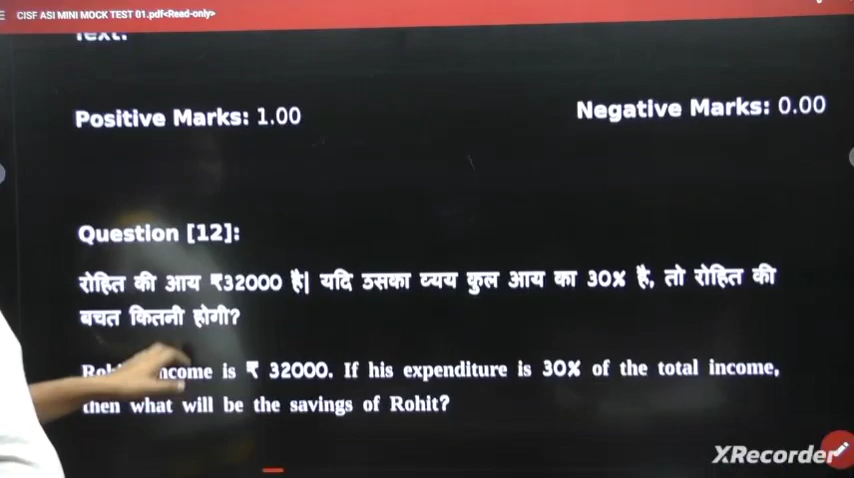 CISF ASI MINI MOCK TEST 01.pdf<Read-only>
Text.
Positive Marks: 1.00
Negative Marks: 0.00
Question [12]:
रोहित की आय ₹32000 है| यदि उसका व्यय कुल आय का 30% है, तो रोहित की
बचत कितनी होगी?
is ₹ 32000. If his expenditure is 30% of the total income,
then what will be the savings of Rohit?
XRecorder